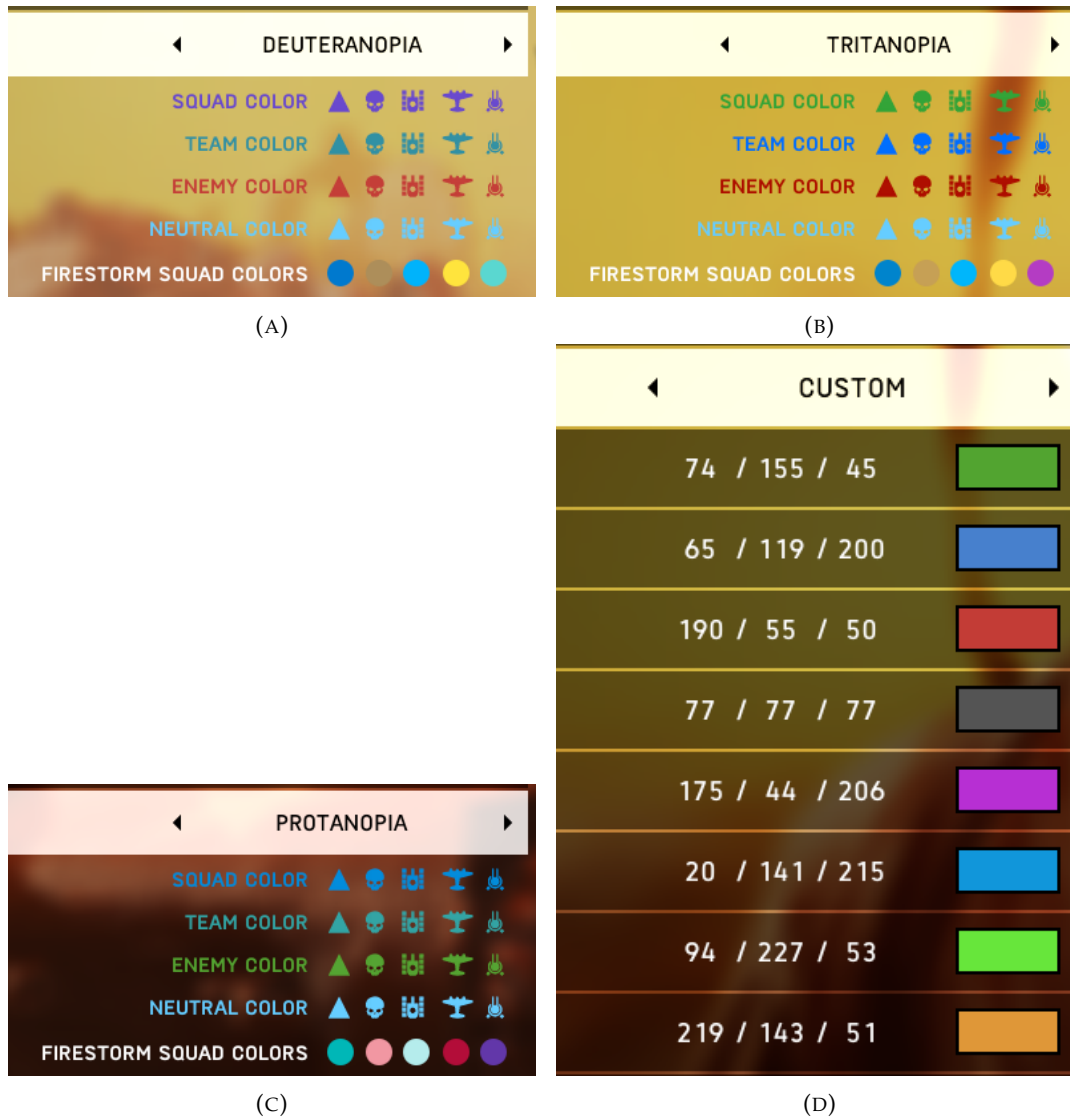 DEUTERANOPIA
SQUAD COLOR
TEAM COLOR
ENEMY COLOR
NEUTRAL COLOR
FIRESTORM SQUAD COLORS
(A)
TRITANOPIA
SQUAD COLOR
TEAM COLOR
ENEMY COLOR
NEUTRAL COLOR
FIRESTORM SQUAD COLORS
(B)
PROTANOPIA
SQUAD COLOR
TEAM COLOR
ENEMY COLOR
NEUTRAL COLOR
FIRESTORM SQUAD COLORS
(C)
CUSTOM
74 / 155 / 45
65 / 119 / 200
190 / 55 / 50
77 / 77 / 77
175 / 44 / 206
20 / 141 / 215
94 / 227 / 53
219 / 143 / 51
(D)